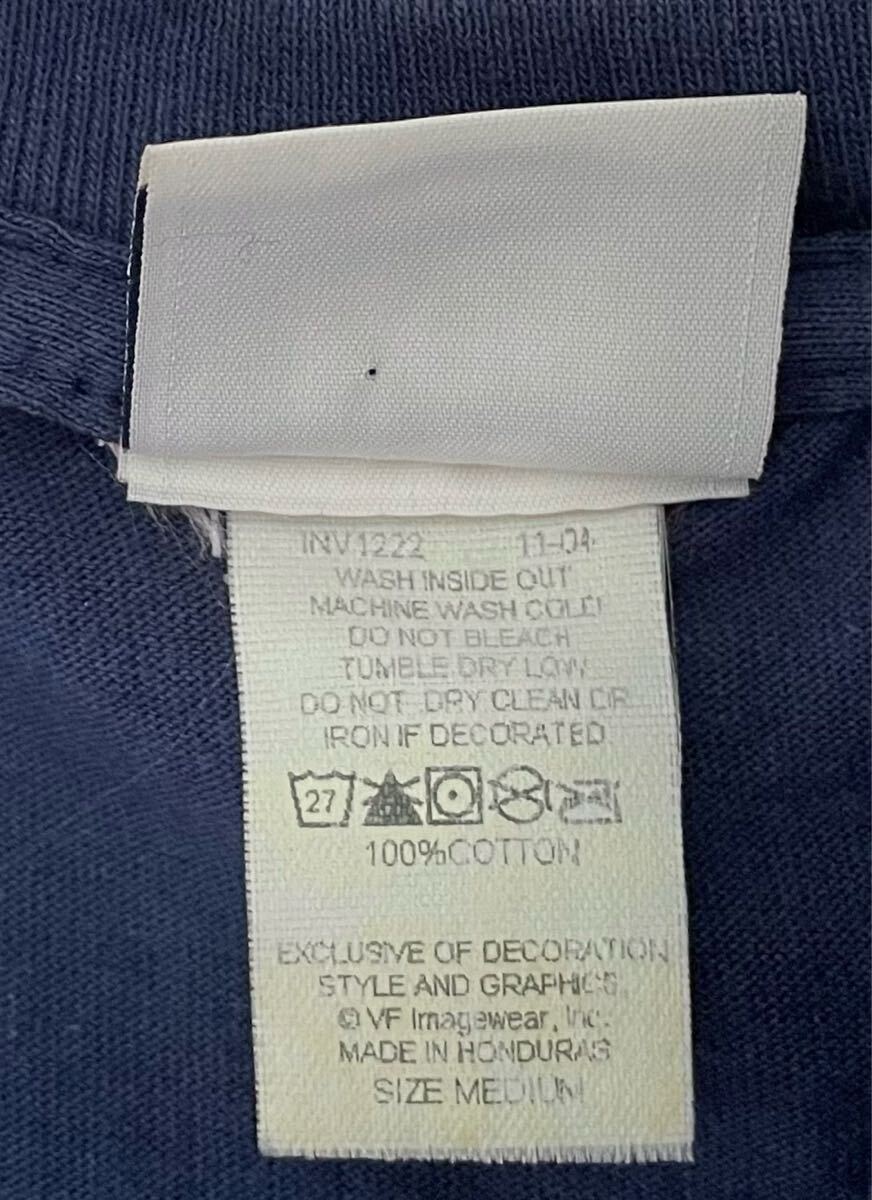 INV1222 11-04
WASH INSIDE OUT
MACHINE WASH COLD
DO NOT BLEACH
TUMBLE DRY LOW
DO NOT DRY CLEAN OR
IRON IF DECORATED
27
100%COTTON
EXCLUSIVE OF DECORATION
STYLE AND GRAPHICS
© VF Imagewear, Inc.
MADE IN HONDURAS
SIZE MEDIUM